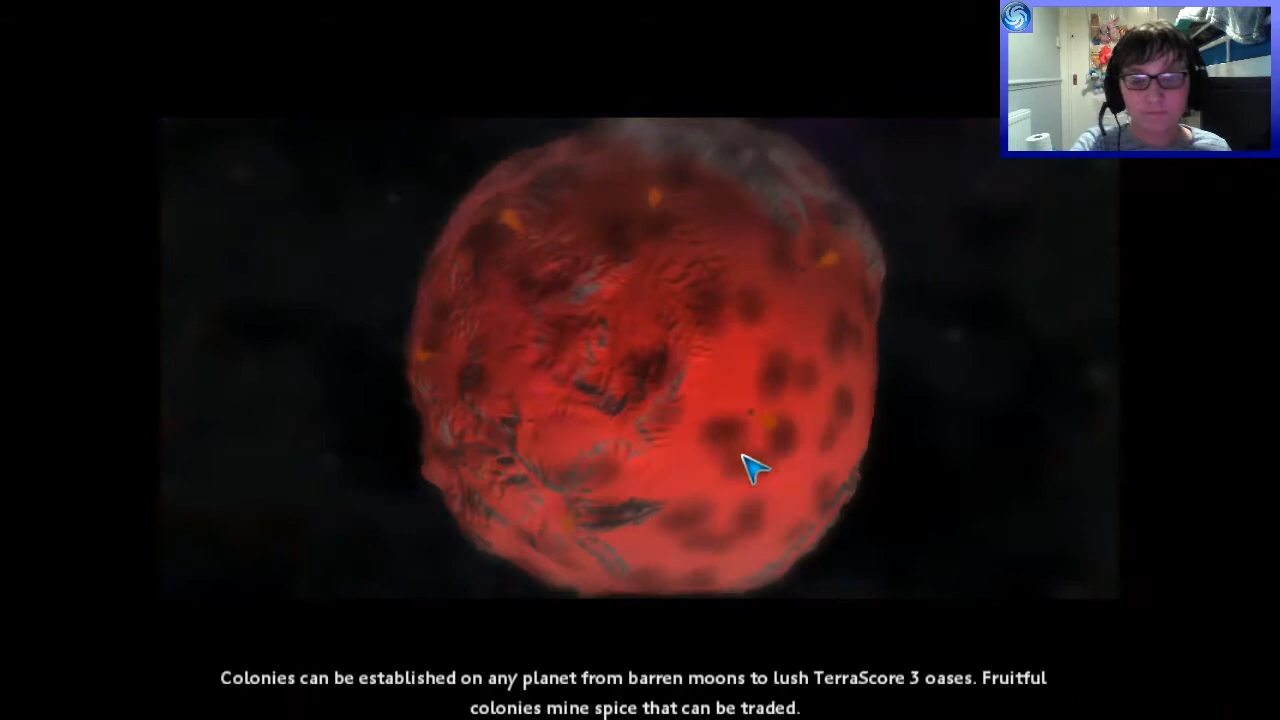 Colonies can be established on any planet from barren moons to lush TerraScore 3 oases. Fruitful
colonies mine spice that can be traded.